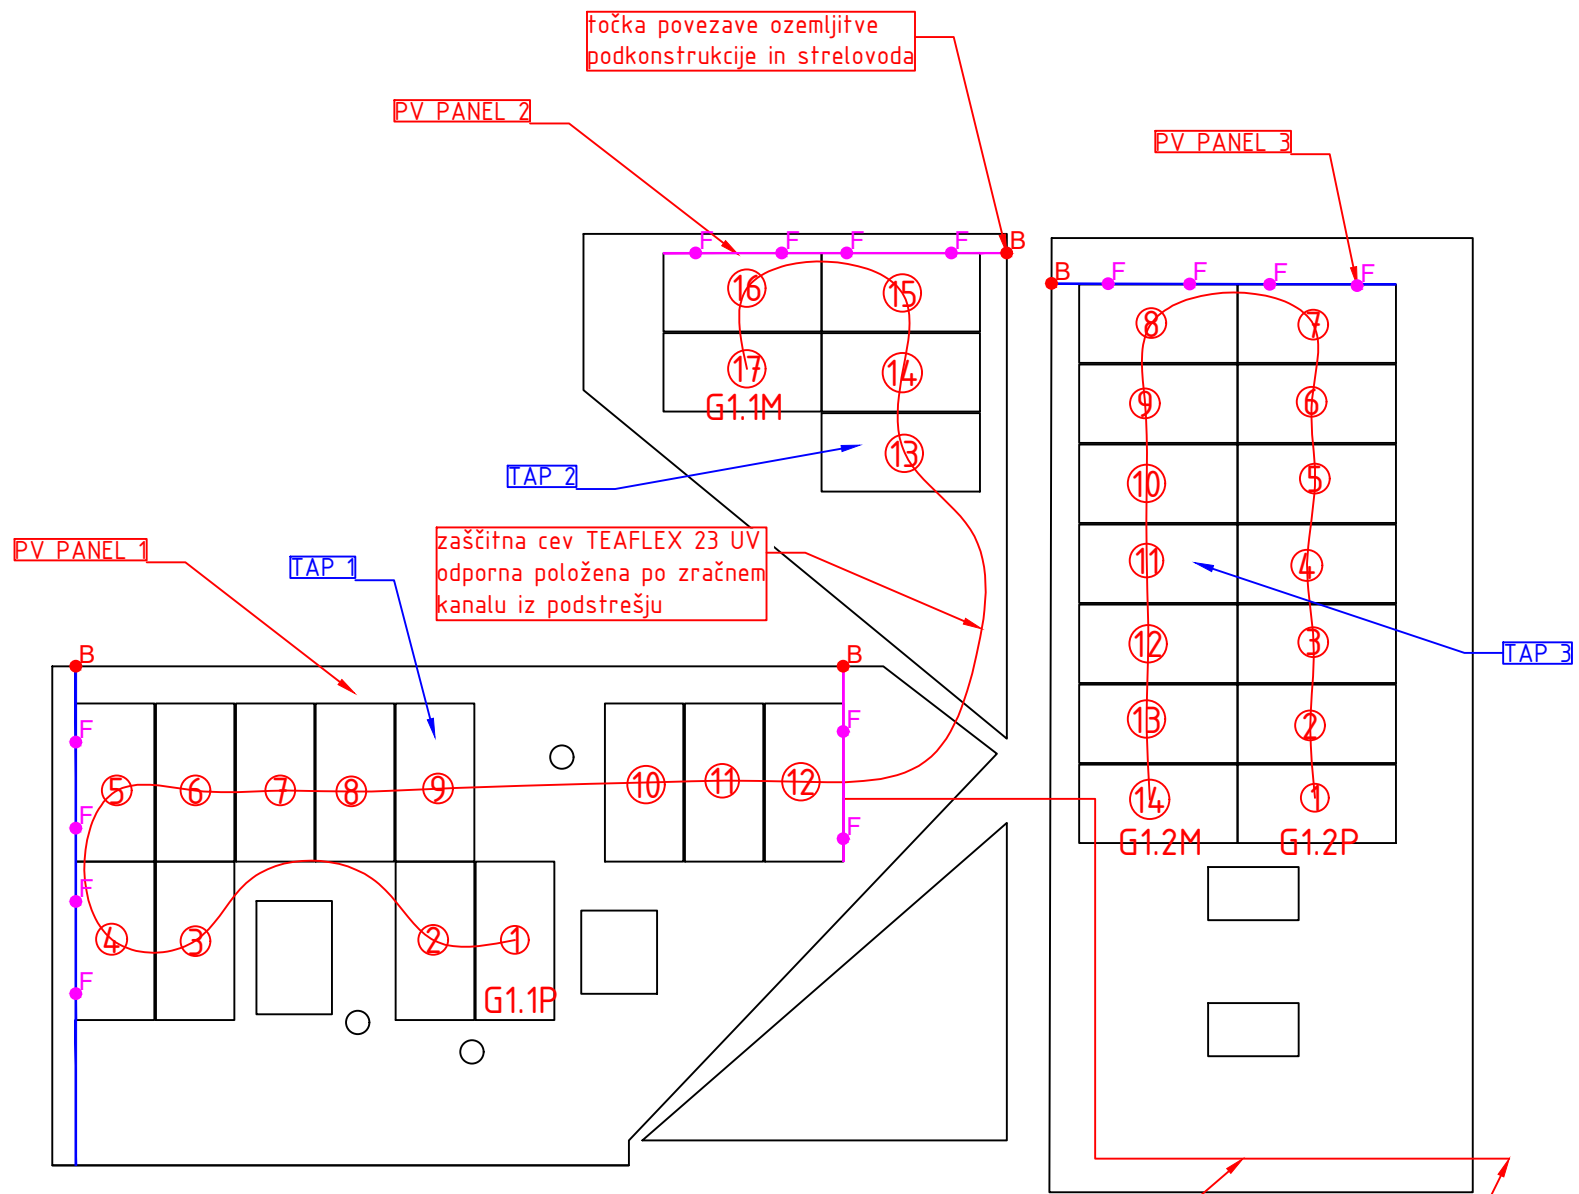 točka povezave ozemljitve
podkonstrukcije in strelovoda
PV PANEL 2
PV PANEL 3
F
F
F
F
B
B
F
F
F
F
16
15
17
14
13
G1.1M
8
7
9
6
10
5
11
4
12
3
13
2
14
1
G1.2M
G1.2P
TAP 2
zaščitna cev TEAFLEX 23 UV
odporna položena po zračnem
kanalu iz podstrešju
PV PANEL 1
TAP 1
TAP 3
B
B
F
F
5
6
7
8
9
10
11
12
F
F
F
4
3
2
1
F
G1.1P